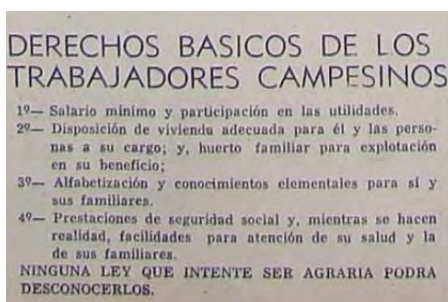 DERECHOS BASICOS DE LOS
TRABAJADORES CAMPESINOS
1º— Salario mínimo y participación en las utilidades.
2º— Disposición de vivienda adecuada para él y las perso-
nas a su cargo; y, huerto familiar para explotación
en su beneficio;
3º— Alfabetización y conocimientos elementales para sí y
sus familiares.
4º— Prestaciones de seguridad social y, mientras se hacen
realidad, facilidades para atención de su salud y la
de sus familiares.
NINGUNA LEY QUE INTENTE SER AGRARIA PODRA
DESCONOCERLOS.